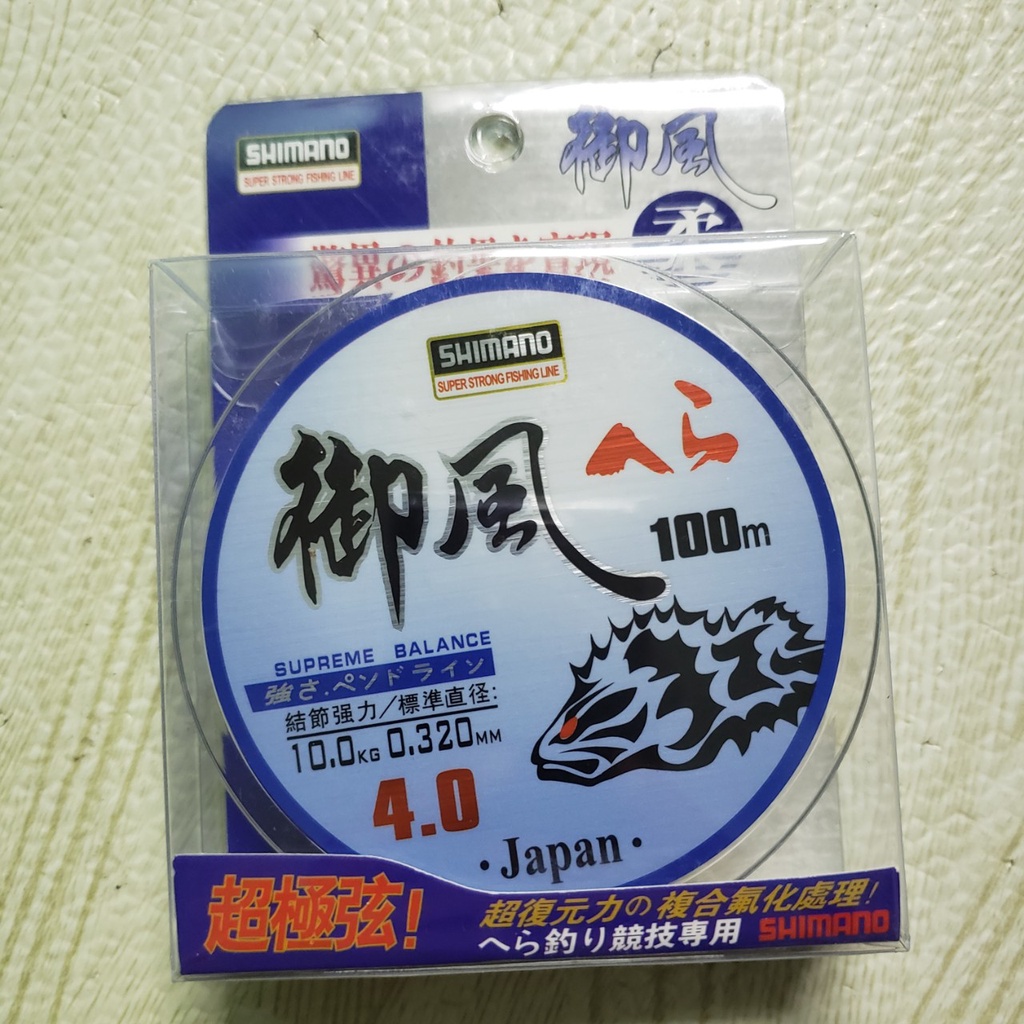 SHIMANO
SUPER STRONG FISHING LINE
御風
柔
SHIMANO
SUPER STRONG FISHING LINE
御風
へら
100m
SUPREME BALANCE
強さ.ペンドライン
結節强力/標準直径:
10.0KG 0.320MM
4.0
·Japan·
超極弦!
超復元力の複合氟化處理!
へら釣り競技専用 SHIMANO